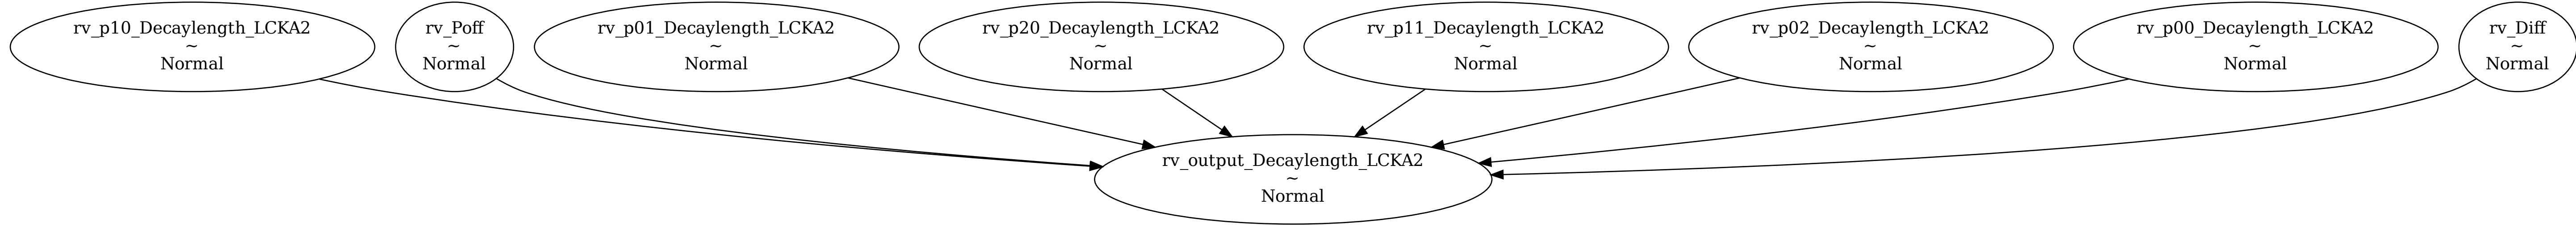 rv_p10_Decaylength_LCKA2
~
Normal
rv_Poff
~
Normal
rv_p01_Decaylength_LCKA2
~
Normal
rv_p20_Decaylength_LCKA2
~
Normal
rv_p11_Decaylength_LCKA2
~
Normal
rv_p02_Decaylength_LCKA2
~
Normal
rv_p00_Decaylength_LCKA2
~
Normal
rv_Diff
~
Normal
rv_output_Decaylength_LCKA2
~
Normal